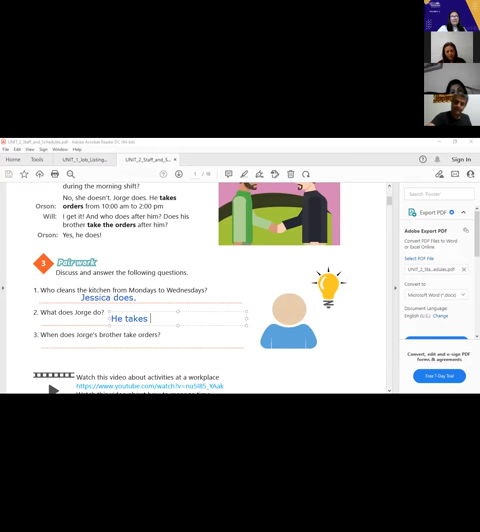 UNIT_2_Staff_and_Schedules.pdf - Adobe Acrobat Reader DC (64-bit)
File Edit View Sign Window Help
Home Tools UNIT_1_Job_Listing... UNIT_2_Staff_and_S... × Sign In
1 / 18
during the morning shift?
No, she doesn't. Jorge does. He takes
Orson: orders from 10:00 am to 2:00 pm
Will: I get it! And who does after him? Does his
brother take the orders after him?
Orson: Yes, he does!
3 Pair work
Discuss and answer the following questions.
1. Who cleans the kitchen from Mondays to Wednesdays?
Jessica does.
2. What does Jorge do? He takes
3. When does Jorge's brother take orders?
Watch this video about activities at a workplace
https://www.youtube.com/watch?v=nu5I85_YAak
Export PDF
Adobe Export PDF
Convert PDF Files to Word
or Excel Online
Select PDF File
UNIT_2_Sta...edules.pdf ×
Convert to
Microsoft Word (*.docx)
Document Language:
English (U.S.) Change
Convert, edit and e-sign PDF
forms & agreements
Free 7-Day Trial